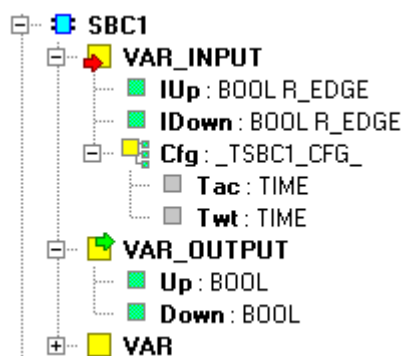 SBC1
VAR_INPUT
IUp : BOOL R_EDGE
IDown : BOOL R_EDGE
Cfg : _TSBC1_CFG_
Tac : TIME
Twt : TIME
VAR_OUTPUT
Up : BOOL
Down : BOOL
VAR